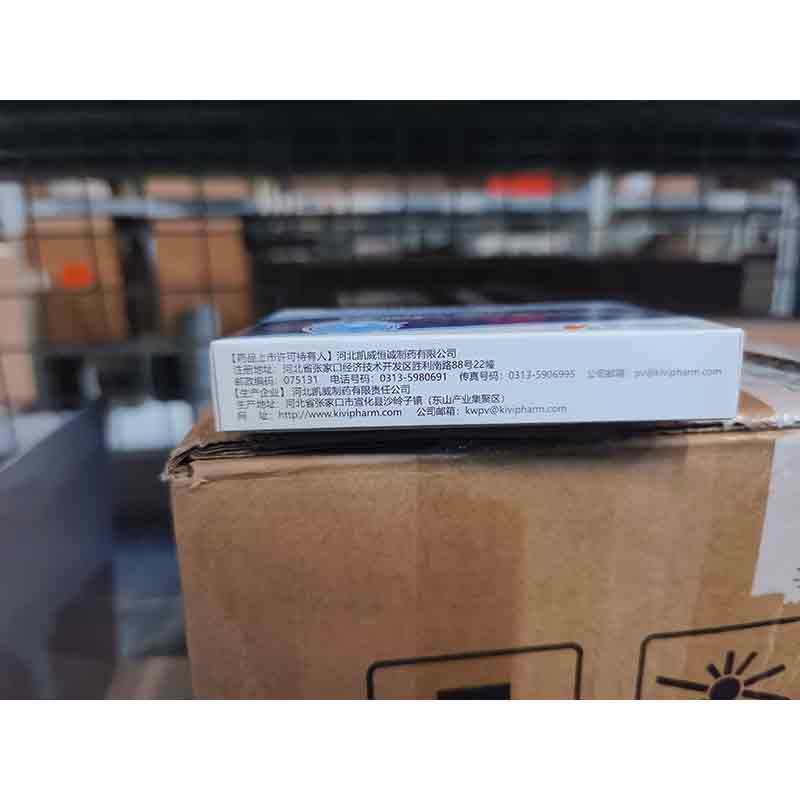 【药品上市许可持有人】河北凯威恒诚制药有限公司
注册地址：河北省张家口经济技术开发区胜利南路88号22幢
邮政编码：075131 电话号码：0313-5980691 传真号码：0313-5906995 公司邮箱：pv@kivipharm.com
【生产企业】河北凯威制药有限责任公司
生产地址：河北省张家口市宣化县沙岭子镇（东山产业集聚区）
网 址：http://www.kivipharm.com 公司邮箱：kwpv@kivipharm.com